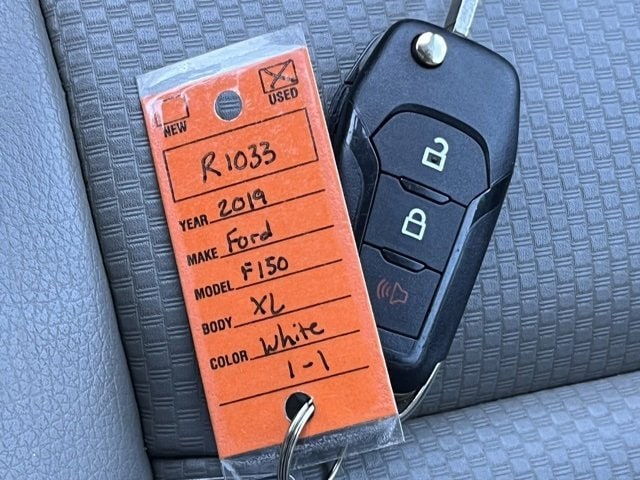 NEW USED
R1033
YEAR 2019
MAKE Ford
MODEL F150
BODY XL
COLOR White
1-1